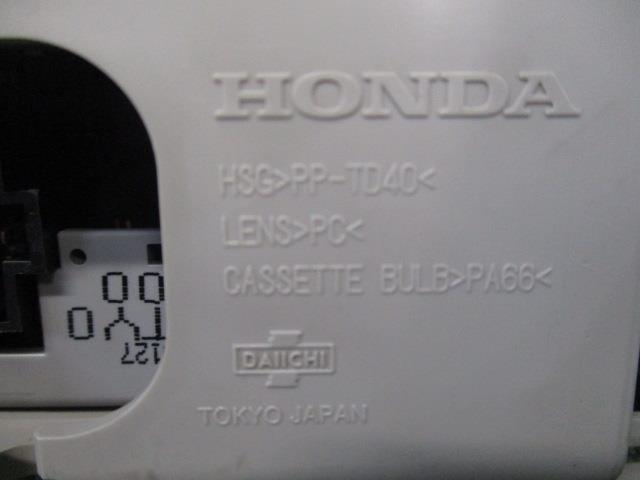 HONDA
HSG>PP-TD40<
LENS>PC<
CASSETTE BULB>PA66<
DAIICHI
TOKYO JAPAN